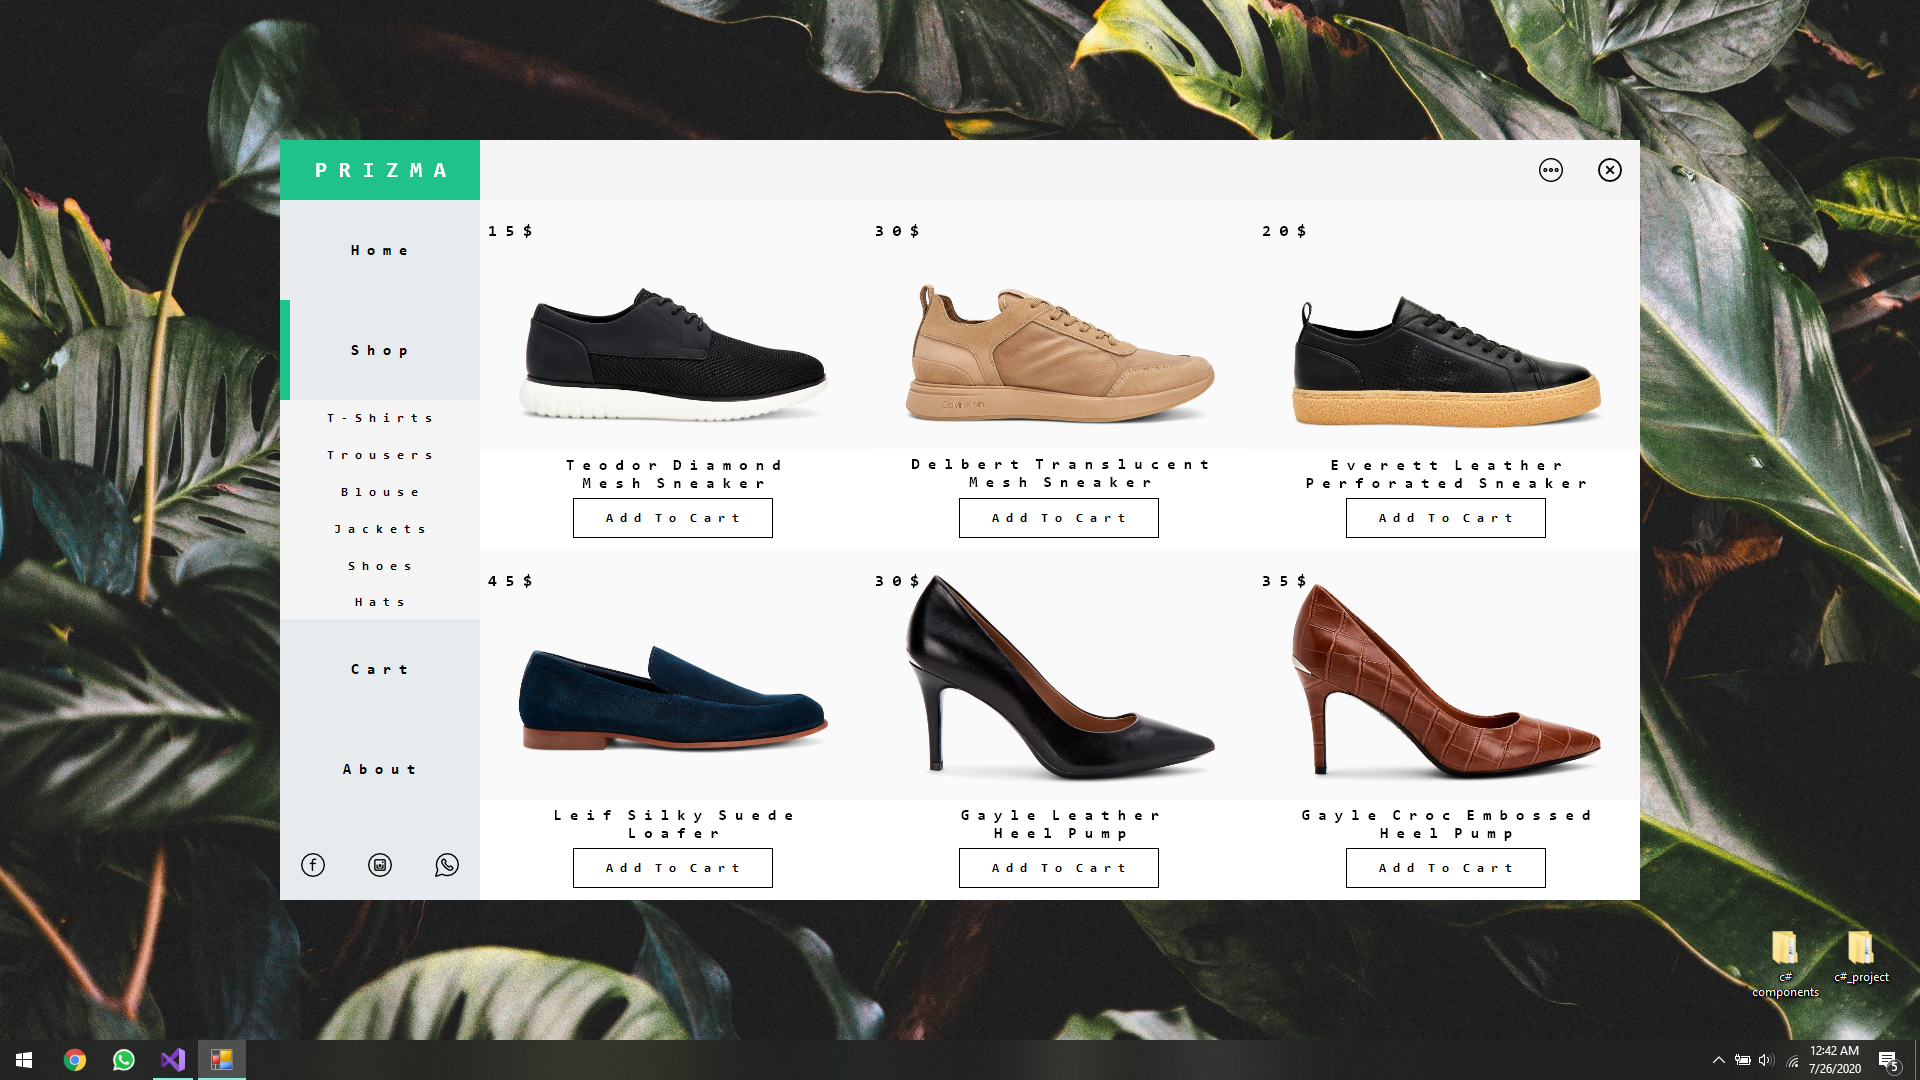 PRIZMA
Home
Shop
T-Shirts
Trousers
Blouse
Jackets
Shoes
Hats
Cart
About
15$
Teodor Diamond
Mesh Sneaker
Add To Cart
30$
Calvin Klein
Delbert Translucent
Mesh Sneaker
Add To Cart
20$
Everett Leather
Perforated Sneaker
Add To Cart
45$
Leif Silky Suede
Loafer
Add To Cart
30$
Gayle Leather
Heel Pump
Add To Cart
35$
Gayle Croc Embossed
Heel Pump
Add To Cart
c#
components
c#_project
12:42 AM
7/26/2020
5